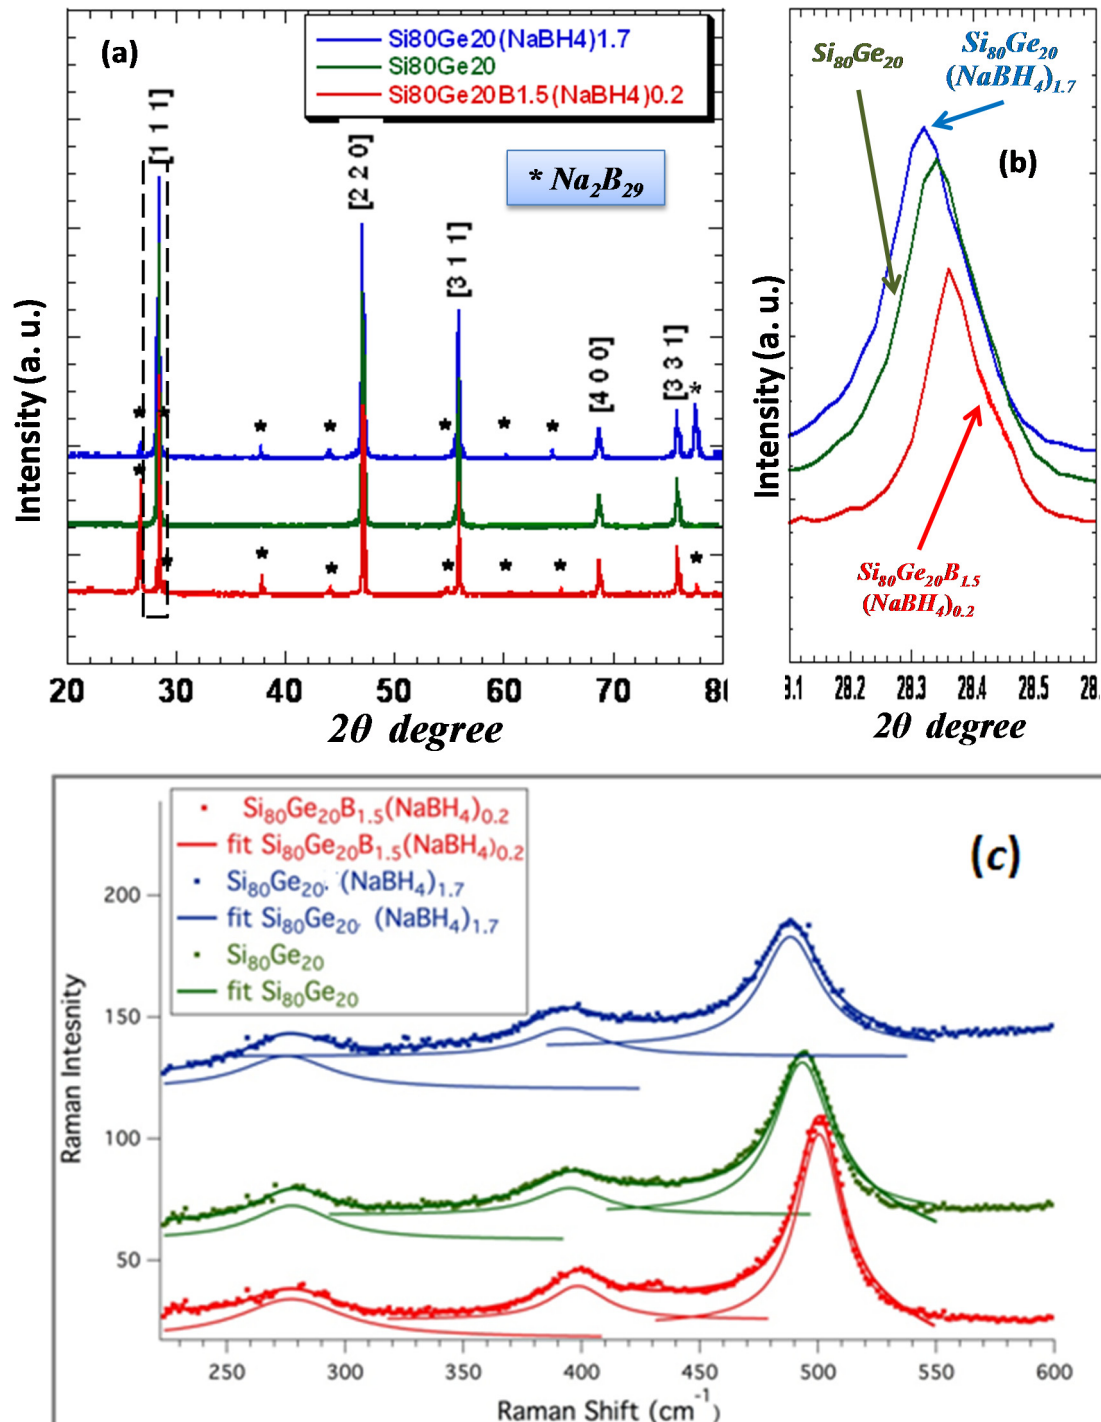 (a)
Si80Ge20(NaBH4)1.7
Si80Ge20
Si80Ge20B1.5(NaBH4)0.2
* Na₂B₂₉
[1 1 1]
[2 2 0]
[3 1 1]
[4 0 0]
[3 3 1]
* * * * * * * *
* * * * * * * *
Intensity (a. u.)
20 30 40 50 60 70 80
2θ degree
(b)
Si₈₀Ge₂₀
Si₈₀Ge₂₀
(NaBH₄)₁.₇
Si₈₀Ge₂₀B₁.₅
(NaBH₄)₀.₂
Intensity (a. u.)
28.2 28.3 28.4 28.5
2θ degree
(c)
Si₈₀Ge₂₀B₁.₅(NaBH₄)₀.₂
fit Si₈₀Ge₂₀B₁.₅(NaBH₄)₀.₂
Si₈₀Ge₂₀. (NaBH₄)₁.₇
fit Si₈₀Ge₂₀. (NaBH₄)₁.₇
Si₈₀Ge₂₀
fit Si₈₀Ge₂₀
Raman Intesnity
200
150
100
50
250 300 350 400 450 500 550 600
Raman Shift (cm⁻¹)